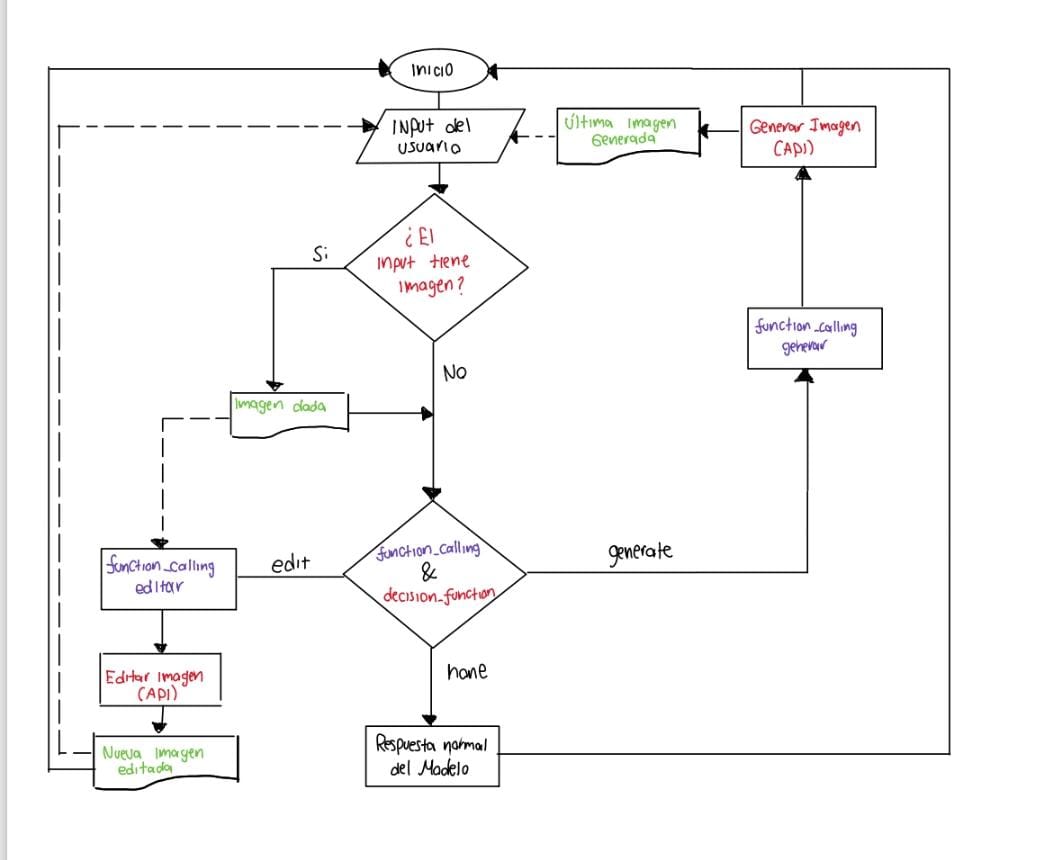 Inicio
Input del
usuario
Última Imagen
Generada
Generar Imagen
(API)
¿El
input tiene
imagen?
Si
No
function_calling
generar
Imagen dada
function_calling
editar
edit
function_calling
&
decision_function
generate
none
Editar imagen
(API)
Nueva imagen
editada
Respuesta normal
del Modelo